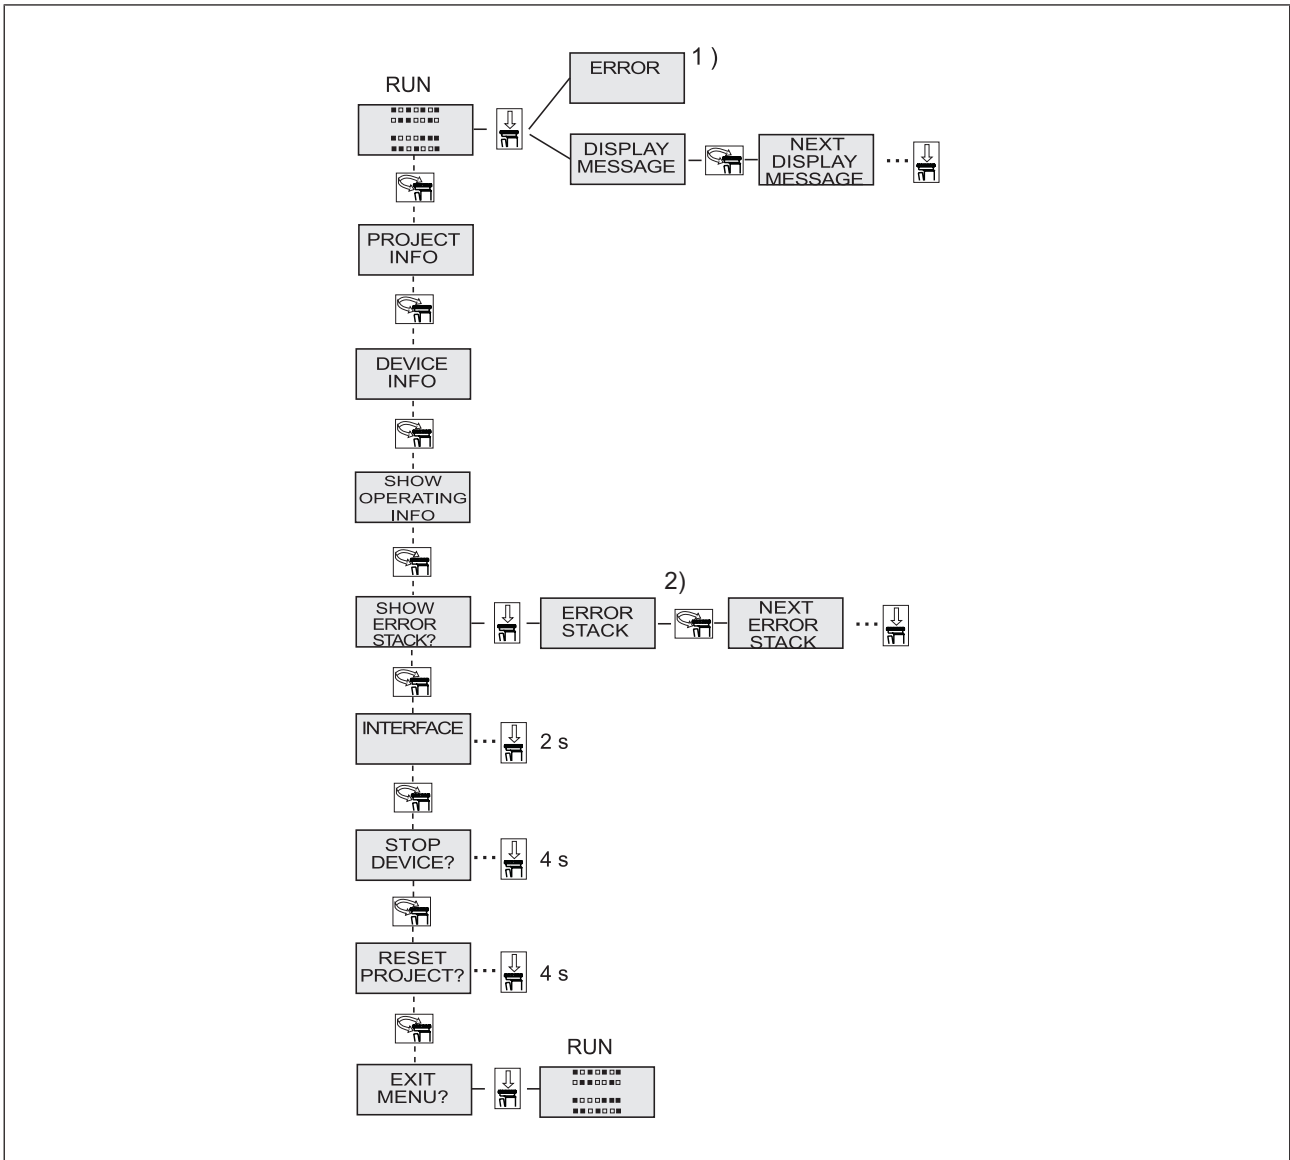 RUN
ERROR
1 )
DISPLAY
MESSAGE
NEXT
DISPLAY
MESSAGE
PROJECT
INFO
DEVICE
INFO
SHOW
OPERATING
INFO
SHOW
ERROR
STACK?
ERROR
STACK
2)
NEXT
ERROR
STACK
INTERFACE
2 s
STOP
DEVICE?
4 s
RESET
PROJECT?
4 s
EXIT
MENU?
RUN